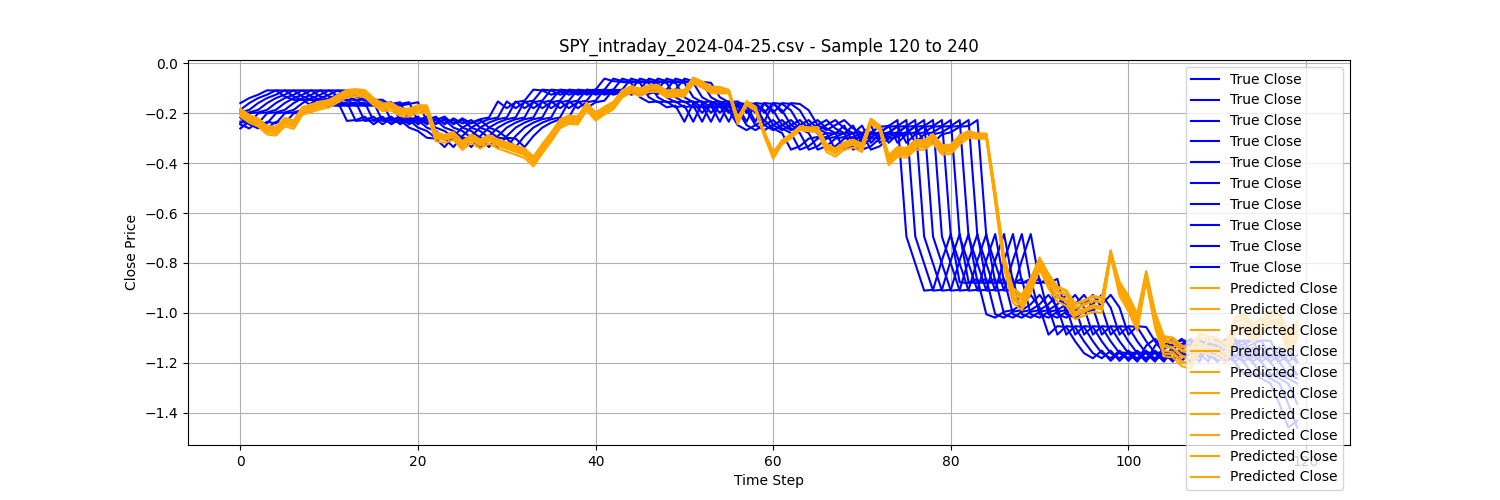 SPY_intraday_2024-04-25.csv - Sample 120 to 240
Close Price
0.0
−0.2
−0.4
−0.6
−0.8
−1.0
−1.2
−1.4
True Close
True Close
True Close
True Close
True Close
True Close
True Close
True Close
True Close
True Close
Predicted Close
Predicted Close
Predicted Close
Predicted Close
Predicted Close
Predicted Close
Predicted Close
Predicted Close
Predicted Close
Predicted Close
0 20 40 60 80 100 120
Time Step